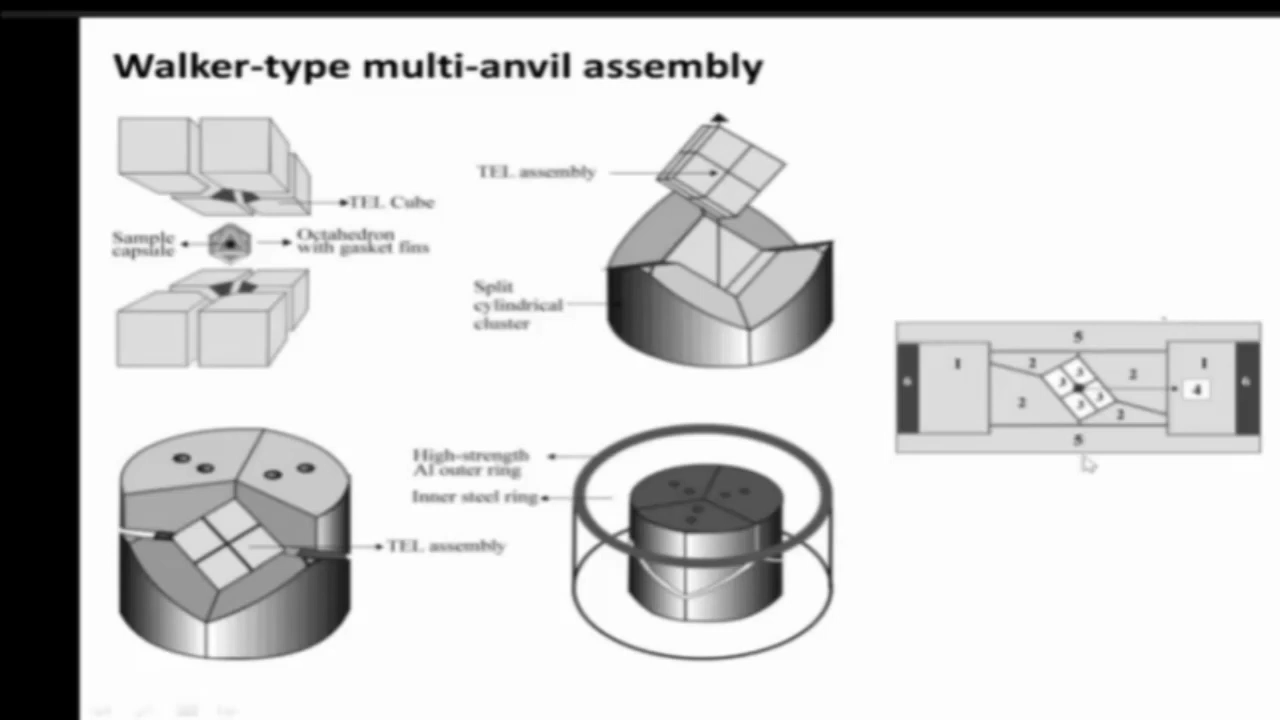 Walker-type multi-anvil assembly
TEL Cube
Sample
capsule
Octahedron
with gasket fins
TEL assembly
Split
cylindrical
cluster
5
1
2
3
2
1
6
3
3
4
6
2
3
2
5
High-strength
Al outer ring
Inner steel ring
TEL assembly